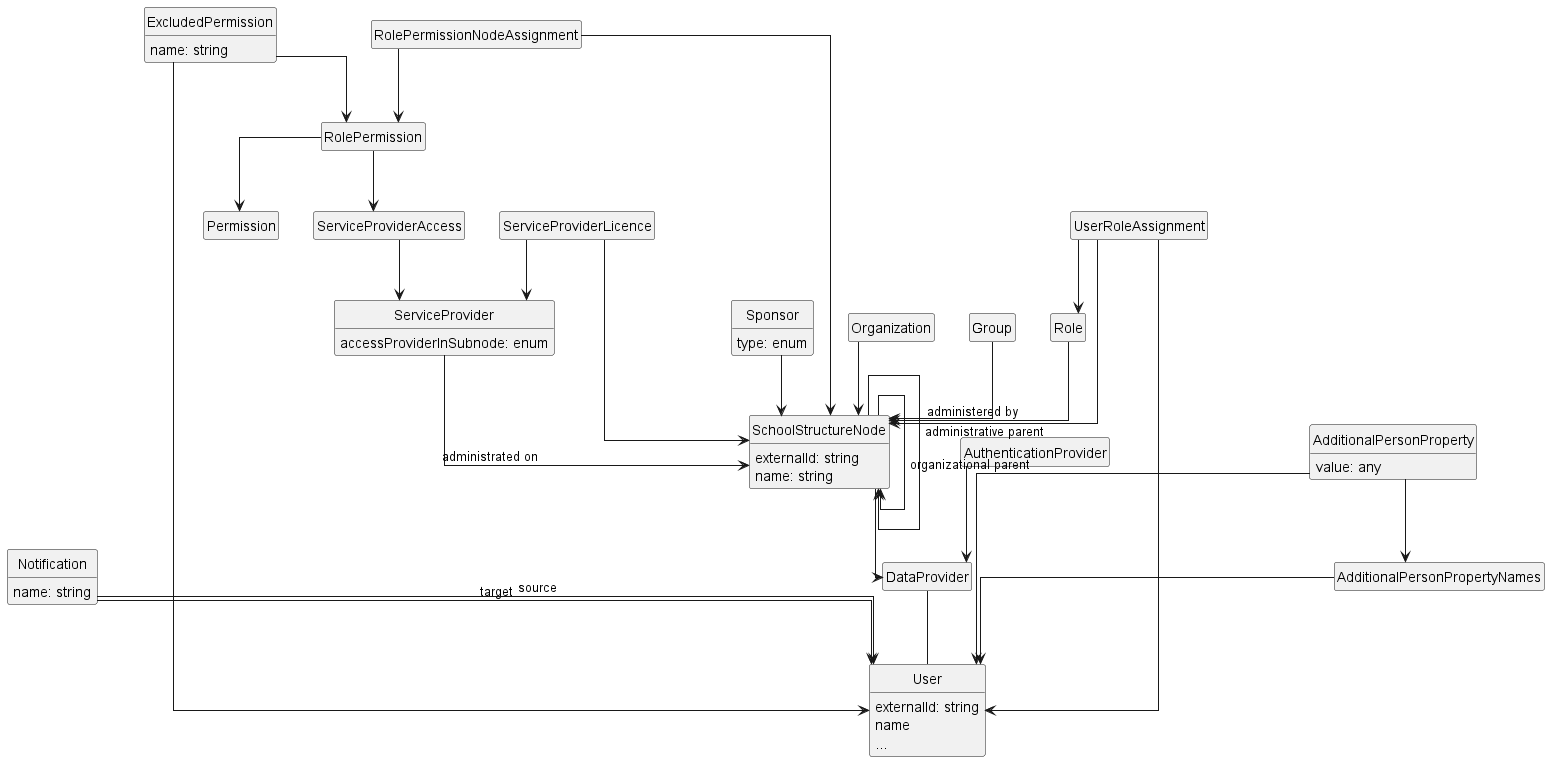 ExcludedPermission
name: string
RolePermissionNodeAssignment
RolePermission
Permission
ServiceProviderAccess
ServiceProviderLicence
UserRoleAssignment
ServiceProvider
accessProviderInSubnode: enum
Sponsor
type: enum
Organization
Group
Role
administered by
SchoolStructureNode
externalId: string
name: string
administrative parent
AuthenticationProvider
organizational parent
administrated on
AdditionalPersonProperty
value: any
Notification
name: string
target
source
DataProvider
AdditionalPersonPropertyNames
User
externalId: string
name
...